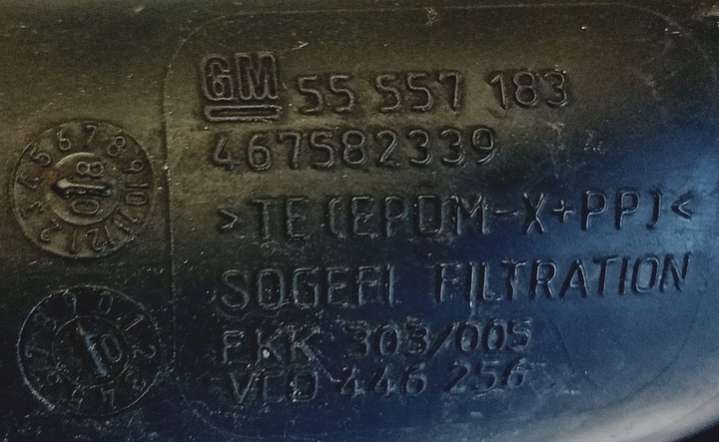 GM 55 557 183
467582339
>TE(EPDM-X+PP)<
SOGEFI FILTRATION
PKK 303/005
VCD 446 256